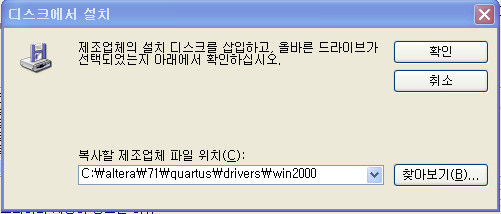 디스크에서 설치
제조업체의 설치 디스크를 삽입하고, 올바른 드라이브가
선택되었는지 아래에서 확인하십시오.
확인
취소
복사할 제조업체 파일 위치(C):
C:₩altera₩71₩quartus₩drivers₩win2000
찾아보기(B)...